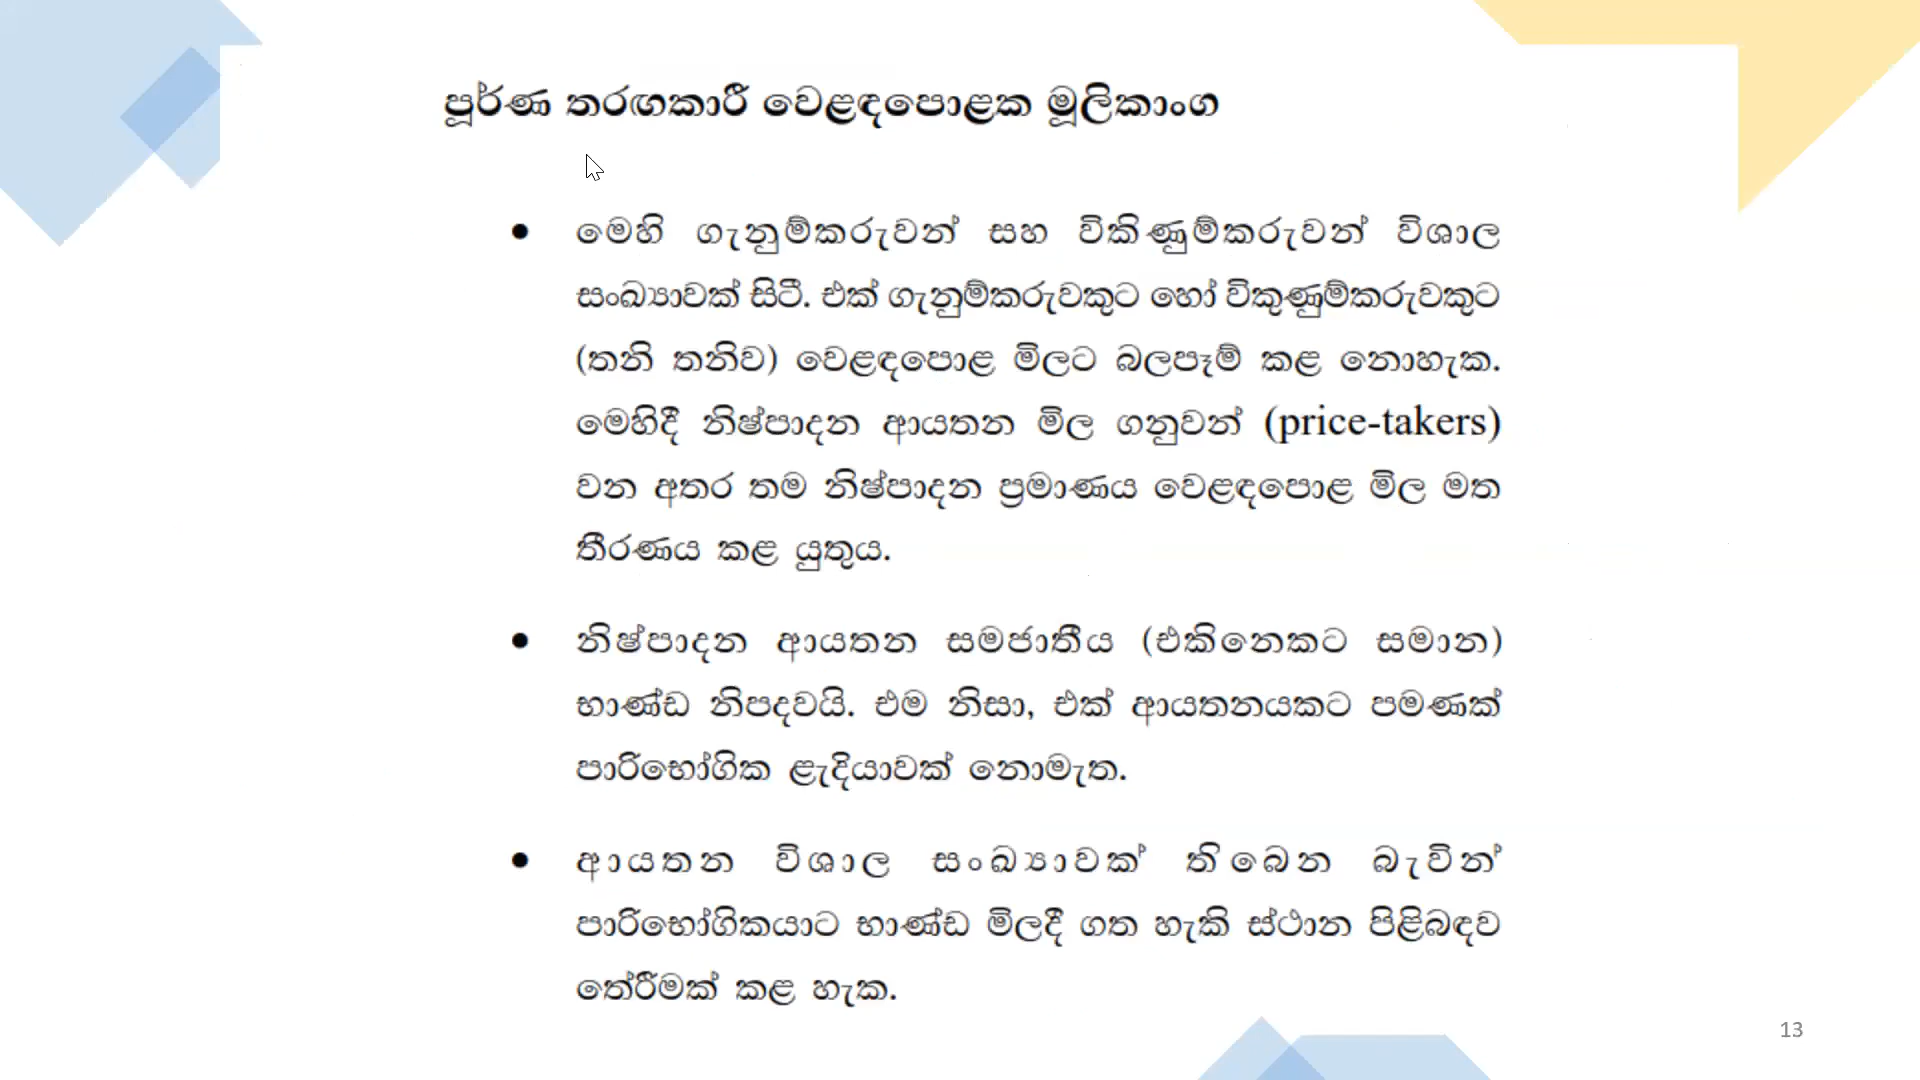 පූර්ණ තරඟකාරී වෙළඳපොළක මූලිකාංග
• මෙහි ගැනුම්කරුවන් සහ විකිණුම්කරුවන් විශාල
සංඛ්‍යාවක් සිටී. එක් ගැනුම්කරුවකුට හෝ විකුණුම්කරුවකුට
(තනි තනිව) වෙළඳපොළ මිලට බලපෑම් කළ නොහැක.
මෙහිදී නිෂ්පාදන ආයතන මිල ගනුවන් (price-takers)
වන අතර තම නිෂ්පාදන ප්‍රමාණය වෙළඳපොළ මිල මත
තීරණය කළ යුතුය.
• නිෂ්පාදන ආයතන සමජාතීය (එකිනෙකට සමාන)
භාණ්ඩ නිපදවයි. එම නිසා, එක් ආයතනයකට පමණක්
පාරිභෝගික ළැදියාවක් නොමැත.
• ආයතන විශාල සංඛ්‍යාවක් තිබෙන බැවින්
පාරිභෝගිකයාට භාණ්ඩ මිලදී ගත හැකි ස්ථාන පිළිබඳව
තේරීමක් කළ හැක.
13